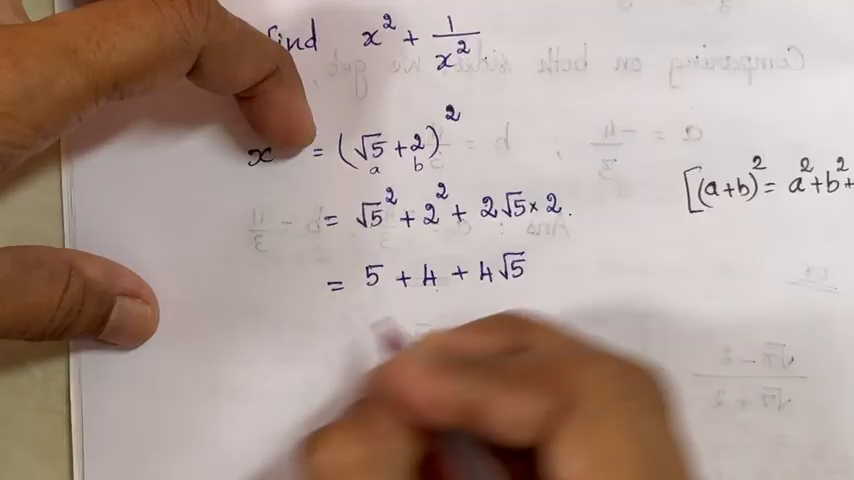 find x² + 1/x²
x = (√5 + 2)²
a b
[(a+b)² = a² + b² +
= √5² + 2² + 2√5 × 2.
= 5 + 4 + 4√5